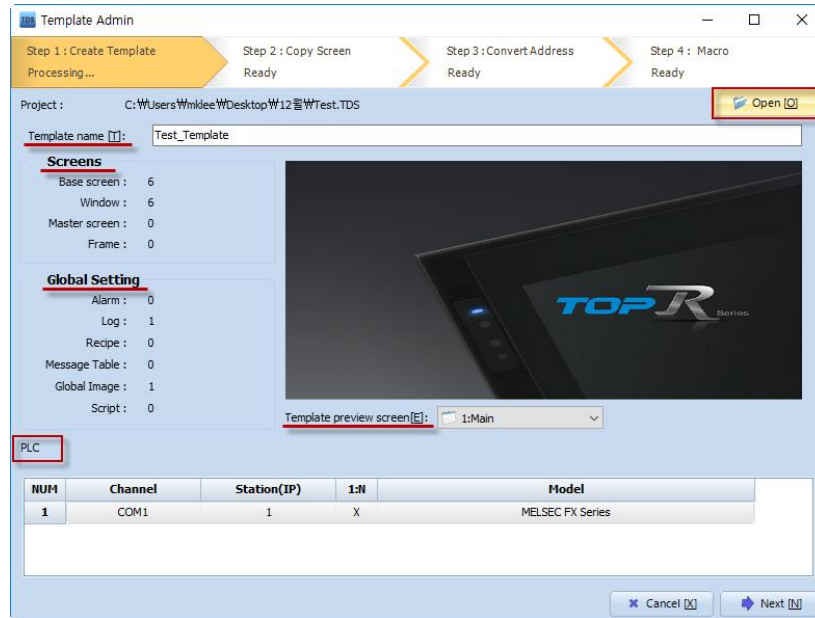 TDS Template Admin
Step 1 : Create Template
Processing...
Step 2 : Copy Screen
Ready
Step 3 : Convert Address
Ready
Step 4 : Macro
Ready
Project : C:₩Users₩mklee₩Desktop₩12월₩Test.TDS
Open [O]
Template name [T]: Test_Template
Screens
Base screen : 6
Window : 6
Master screen : 0
Frame : 0
Global Setting
Alarm : 0
Log : 1
Recipe : 0
Message Table : 0
Global Image : 1
Script : 0
TOPR Series
Template preview screen[E]: 1:Main
PLC
NUM Channel Station(IP) 1:N Model
1 COM1 1 X MELSEC FX Series
Cancel [X] Next [N]